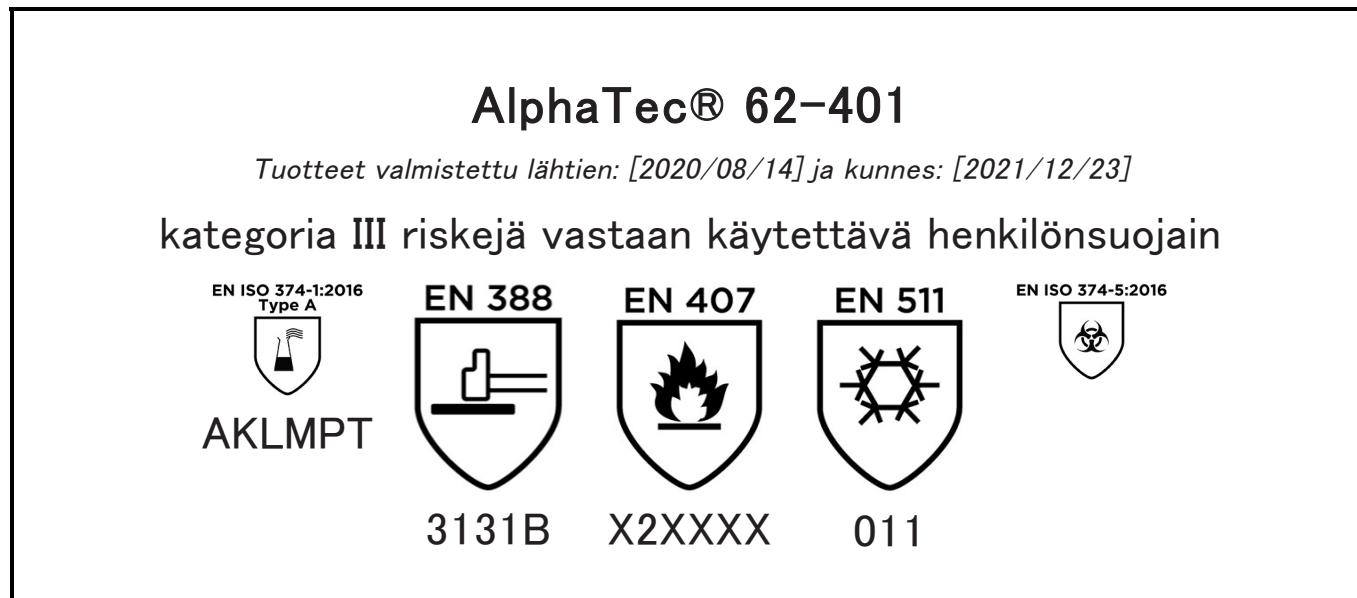 AlphaTec® 62-401
Tuotteet valmistettu lähtien: [2020/08/14] ja kunnes: [2021/12/23]
kategoria III riskejä vastaan käytettävä henkilönsuojain
EN ISO 374-1:2016
Type A
AKLMPT
EN 388
3131B
EN 407
X2XXXX
EN 511
011
EN ISO 374-5:2016